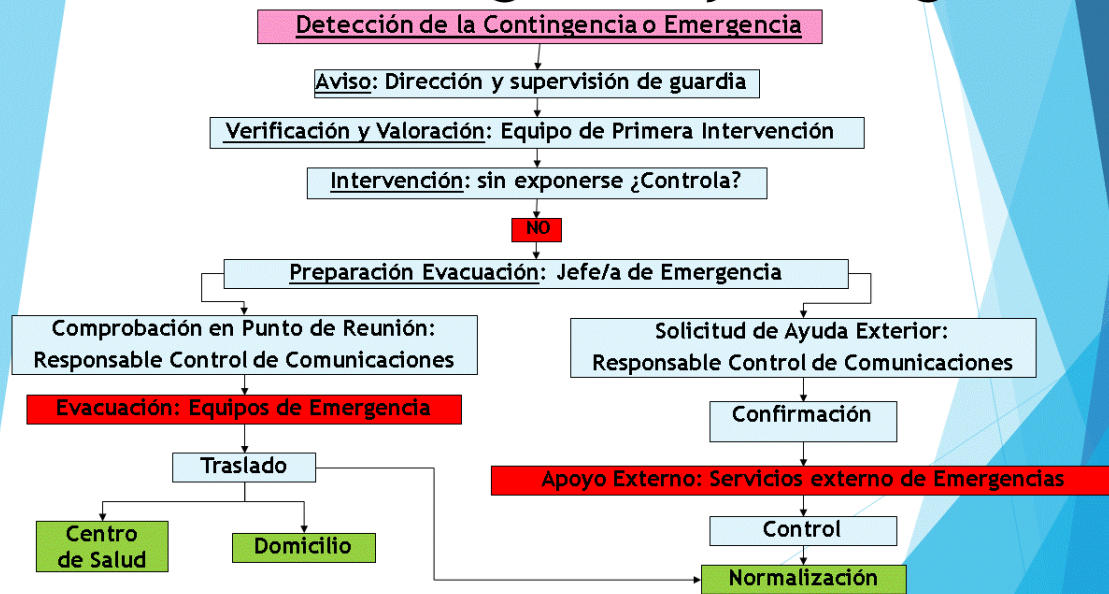 Detección de la Contingencia o Emergencia
Aviso: Dirección y supervisión de guardia
Verificación y Valoración: Equipo de Primera Intervención
Intervención: sin exponerse ¿Controla?
NO
Preparación Evacuación: Jefe/a de Emergencia
Comprobación en Punto de Reunión:
Responsable Control de Comunicaciones
Solicitud de Ayuda Exterior:
Responsable Control de Comunicaciones
Evacuación: Equipos de Emergencia
Confirmación
Traslado
Apoyo Externo: Servicios externo de Emergencias
Centro
de Salud
Domicilio
Control
Normalización